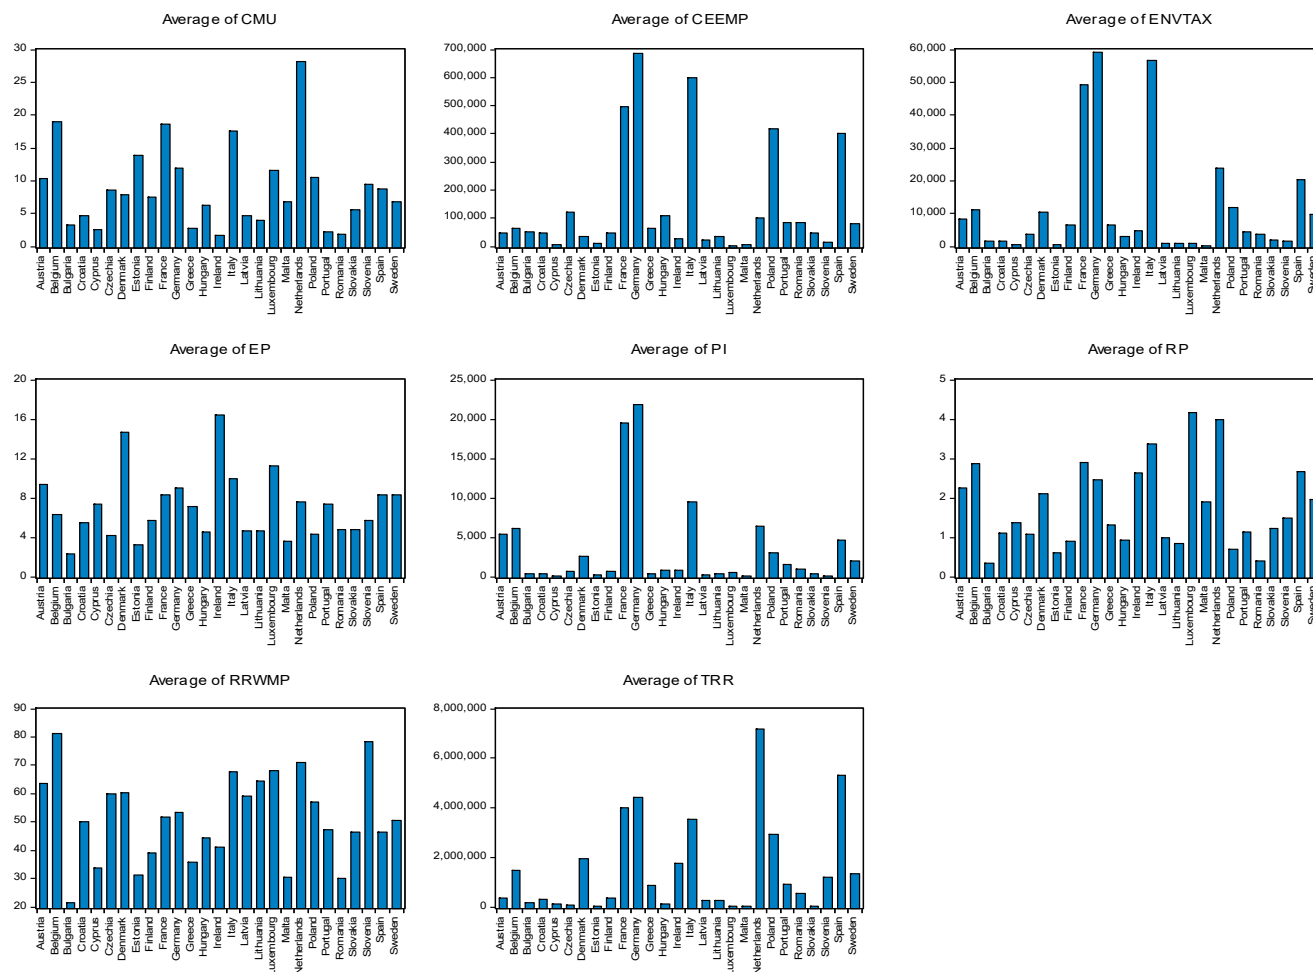 Average of CMU
30
25
20
15
10
5
0
Austria
Belgium
Bulgaria
Croatia
Cyprus
Czechia
Denmark
Estonia
Finland
France
Germany
Greece
Hungary
Ireland
Italy
Latvia
Lithuania
Luxembourg
Malta
Netherlands
Poland
Portugal
Romania
Slovakia
Slovenia
Spain
Sweden
Average of CEEMP
700,000
600,000
500,000
400,000
300,000
200,000
100,000
0
Austria
Belgium
Bulgaria
Croatia
Cyprus
Czechia
Denmark
Estonia
Finland
France
Germany
Greece
Hungary
Ireland
Italy
Latvia
Lithuania
Luxembourg
Malta
Netherlands
Poland
Portugal
Romania
Slovakia
Slovenia
Spain
Sweden
Average of ENVTAX
60,000
50,000
40,000
30,000
20,000
10,000
0
Austria
Belgium
Bulgaria
Croatia
Cyprus
Czechia
Denmark
Estonia
Finland
France
Germany
Greece
Hungary
Ireland
Italy
Latvia
Lithuania
Luxembourg
Malta
Netherlands
Poland
Portugal
Romania
Slovakia
Slovenia
Spain
Sweden
Average of EP
20
16
12
8
4
0
Austria
Belgium
Bulgaria
Croatia
Cyprus
Czechia
Denmark
Estonia
Finland
France
Germany
Greece
Hungary
Ireland
Italy
Latvia
Lithuania
Luxembourg
Malta
Netherlands
Poland
Portugal
Romania
Slovakia
Slovenia
Spain
Sweden
Average of PI
25,000
20,000
15,000
10,000
5,000
0
Austria
Belgium
Bulgaria
Croatia
Cyprus
Czechia
Denmark
Estonia
Finland
France
Germany
Greece
Hungary
Ireland
Italy
Latvia
Lithuania
Luxembourg
Malta
Netherlands
Poland
Portugal
Romania
Slovakia
Slovenia
Spain
Sweden
Average of RP
5
4
3
2
1
0
Austria
Belgium
Bulgaria
Croatia
Cyprus
Czechia
Denmark
Estonia
Finland
France
Germany
Greece
Hungary
Ireland
Italy
Latvia
Lithuania
Luxembourg
Malta
Netherlands
Poland
Portugal
Romania
Slovakia
Slovenia
Spain
Sweden
Average of RRWMP
90
80
70
60
50
40
30
20
Austria
Belgium
Bulgaria
Croatia
Cyprus
Czechia
Denmark
Estonia
Finland
France
Germany
Greece
Hungary
Ireland
Italy
Latvia
Lithuania
Luxembourg
Malta
Netherlands
Poland
Portugal
Romania
Slovakia
Slovenia
Spain
Sweden
Average of TRR
8,000,000
6,000,000
4,000,000
2,000,000
0
Austria
Belgium
Bulgaria
Croatia
Cyprus
Czechia
Denmark
Estonia
Finland
France
Germany
Greece
Hungary
Ireland
Italy
Latvia
Lithuania
Luxembourg
Malta
Netherlands
Poland
Portugal
Romania
Slovakia
Slovenia
Spain
Sweden